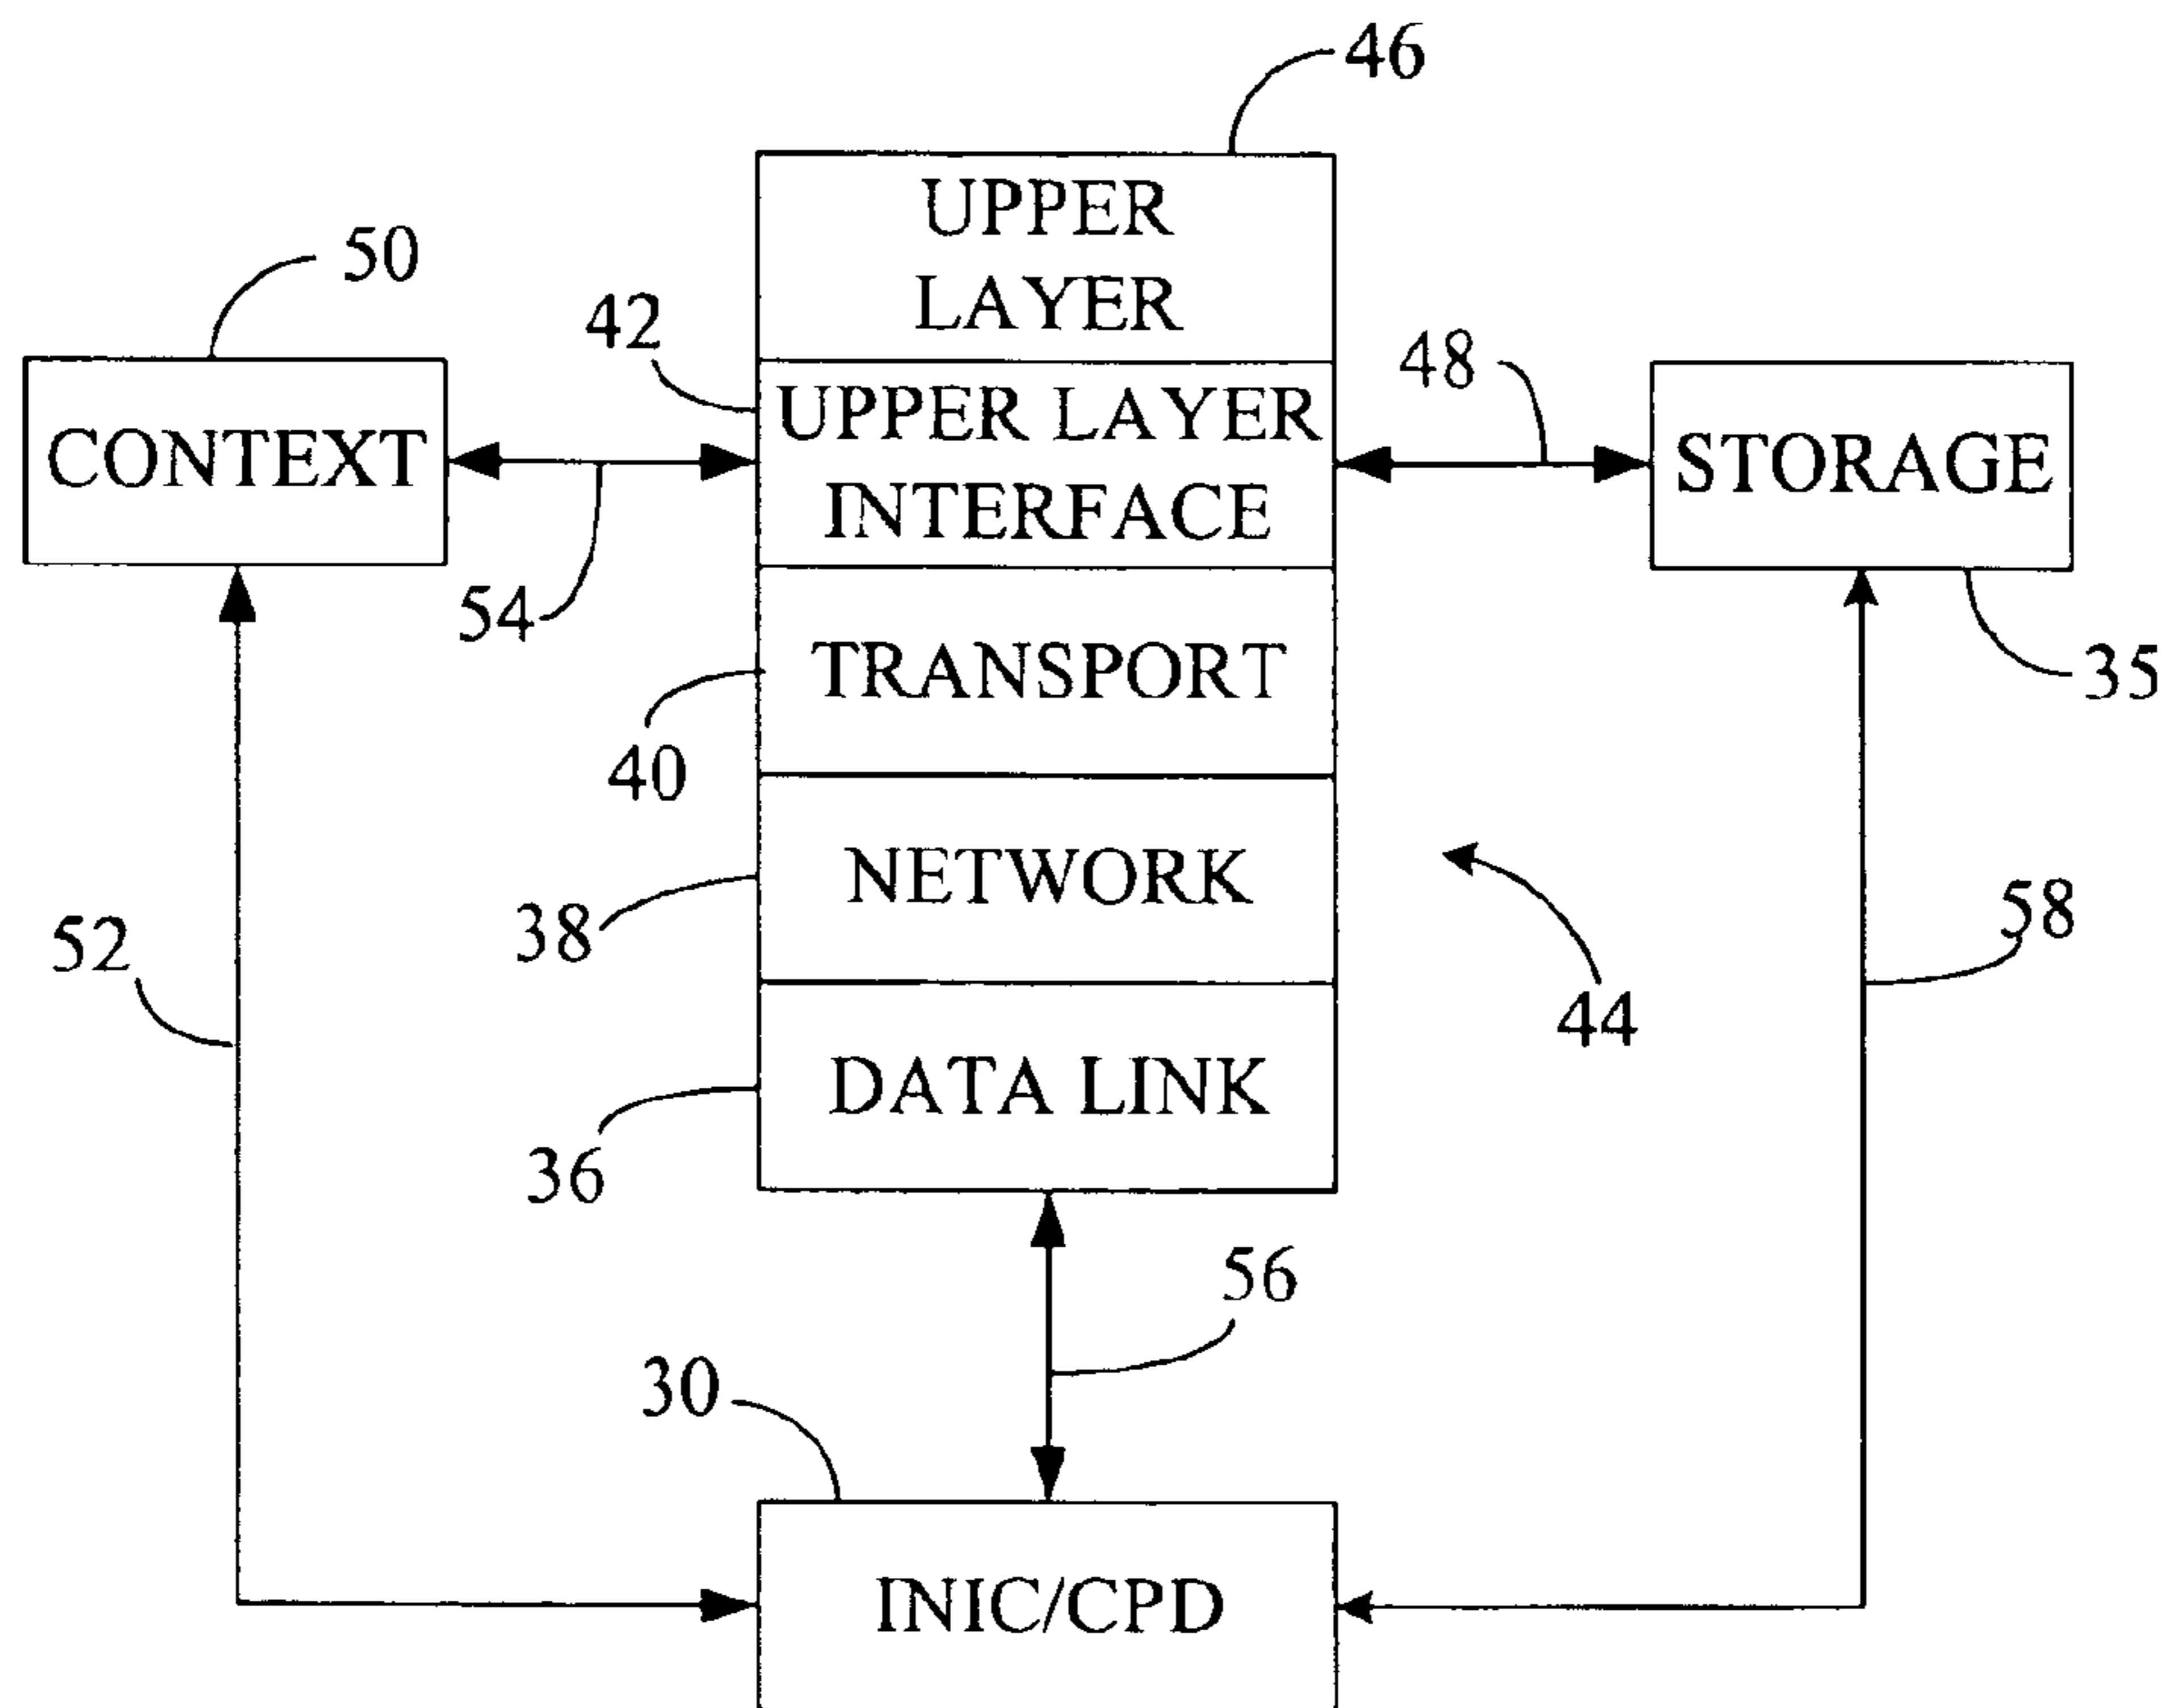 46
UPPER
LAYER
50
42
UPPER LAYER
INTERFACE
48
CONTEXT
STORAGE
54
TRANSPORT
35
40
NETWORK
38
52
58
44
DATA LINK
36
56
30
INIC/CPD